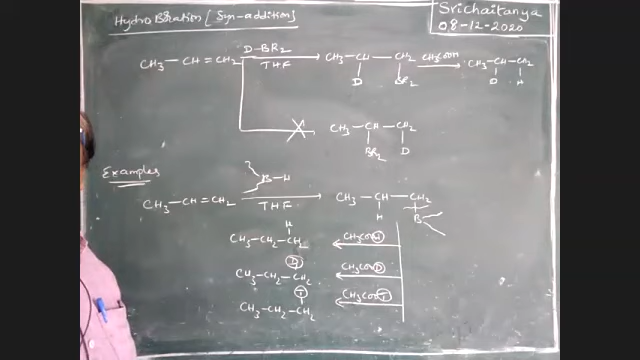 Hydro Boration [Syn-addition]
Srichaitanya
08-12-2020
CH3-CH=CH2 D-BR2 THF CH3-CH-CH2 CH3COOH CH3-CH-CH2
D BR2 D H
CH3-CH-CH2
BR2 D
Examples
B-H
CH3-CH=CH2 THF CH3-CH-CH2
H B
H
CH3-CH2-CH2 CH3COOH
D
CH3-CH2-CH2 CH3COOD
T
CH3-CH2-CH2 CH3COOT